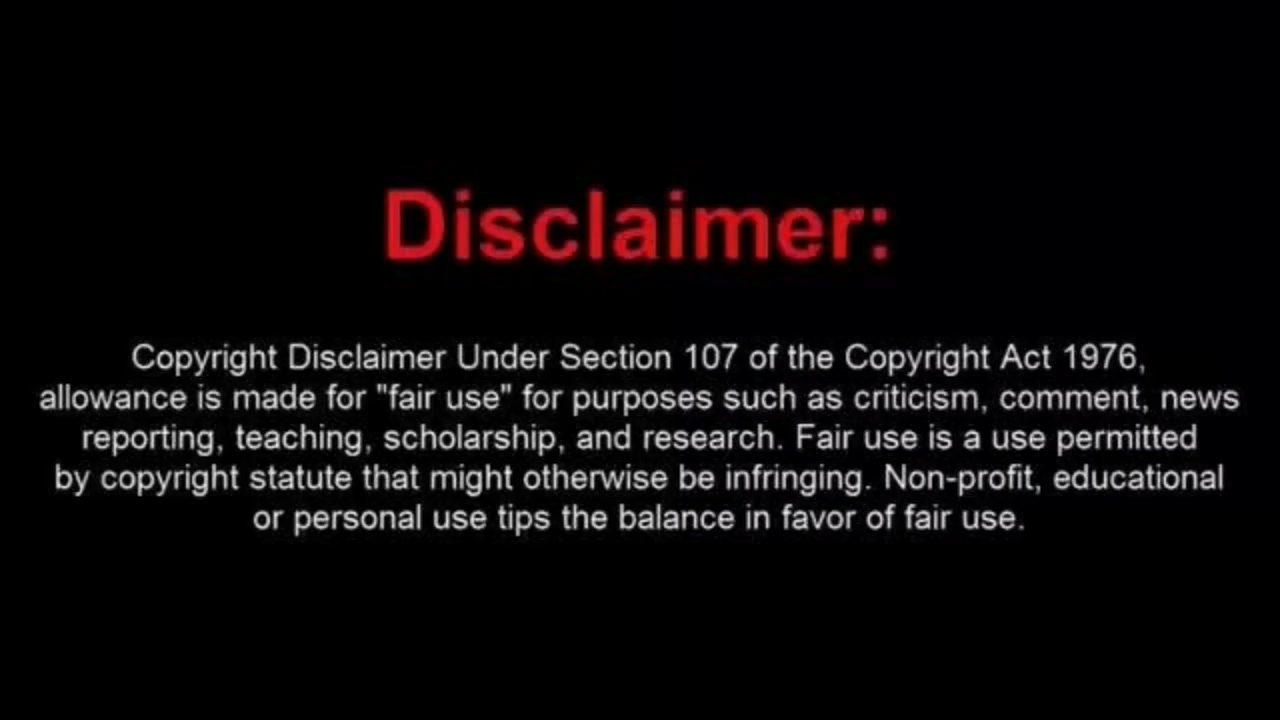 Disclaimer:
Copyright Disclaimer Under Section 107 of the Copyright Act 1976,
allowance is made for "fair use" for purposes such as criticism, comment, news
reporting, teaching, scholarship, and research. Fair use is a use permitted
by copyright statute that might otherwise be infringing. Non-profit, educational
or personal use tips the balance in favor of fair use.